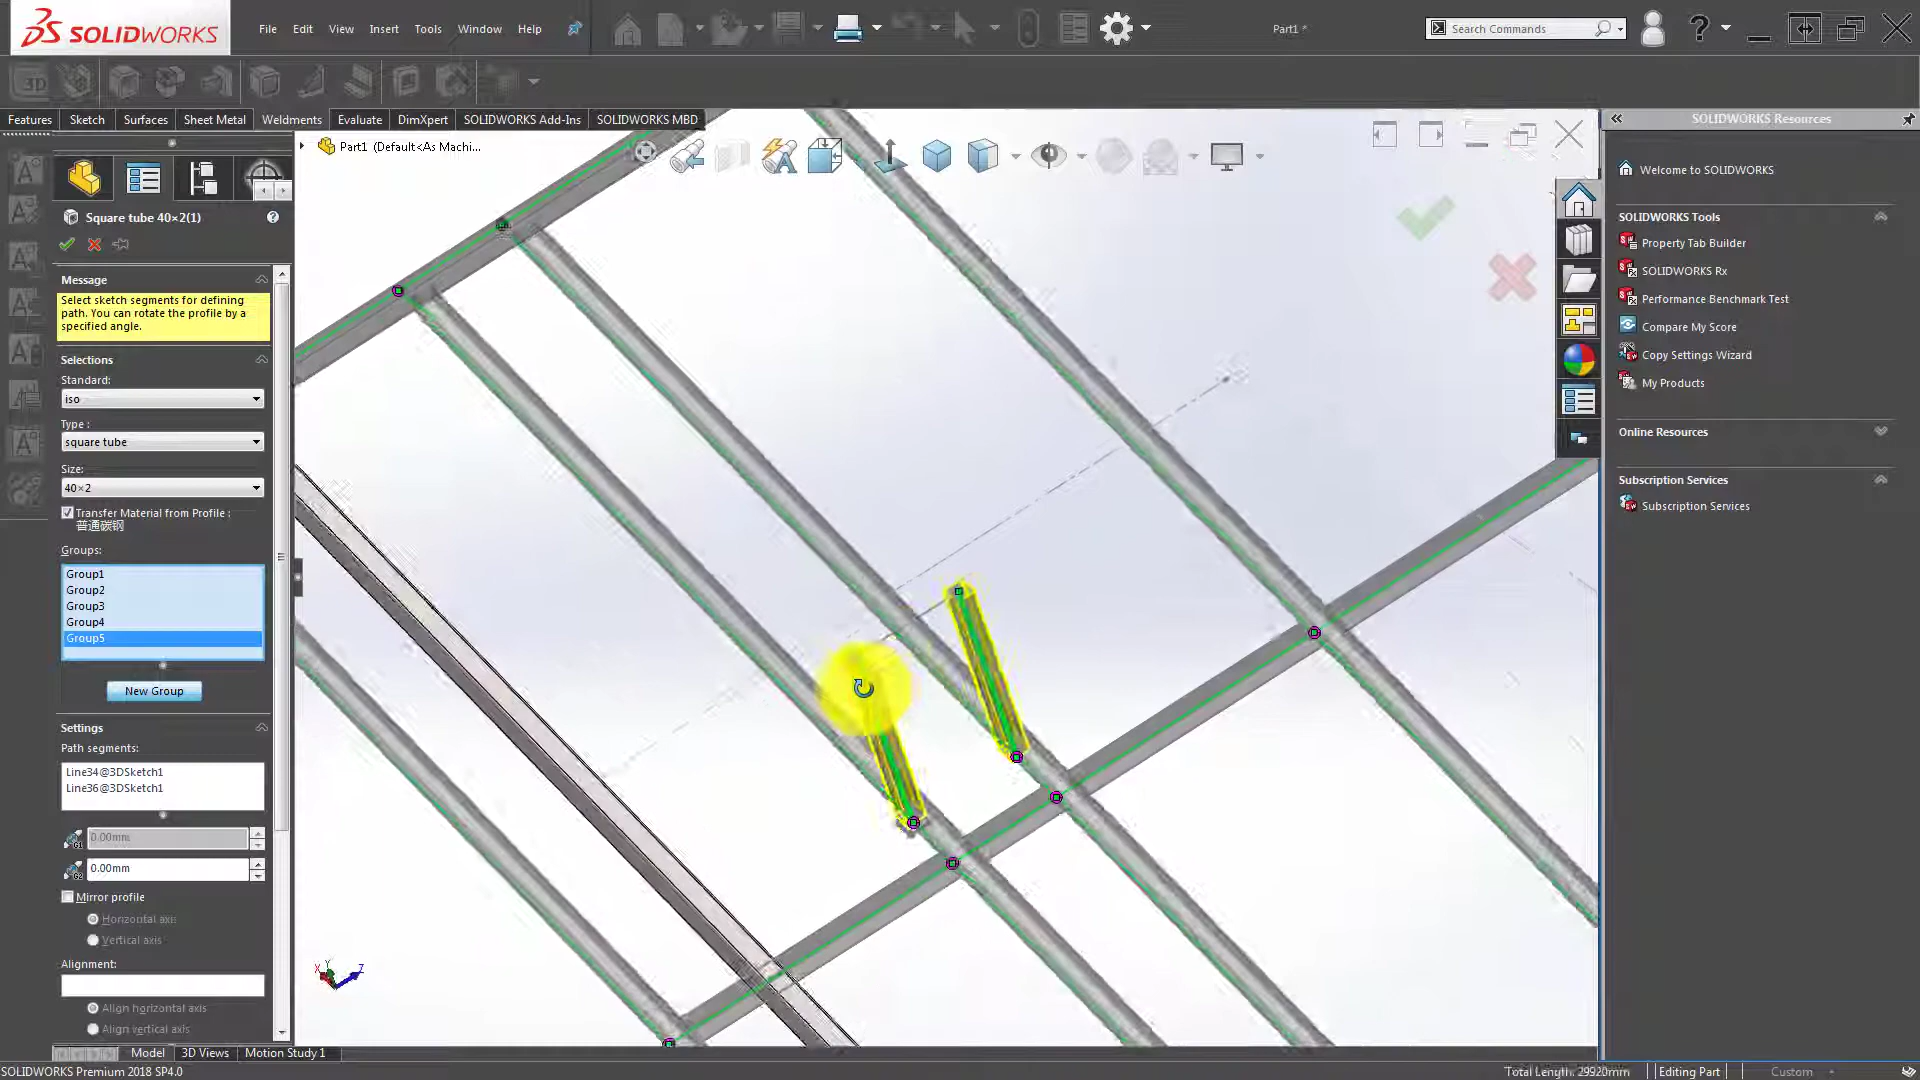 SOLIDWORKS
File Edit View Insert Tools Window Help
Part1 *
Search Commands
3D
Features Sketch Surfaces Sheet Metal Weldments Evaluate DimXpert SOLIDWORKS Add-Ins SOLIDWORKS MBD
Part1 (Default<As Machi...
Square tube 40×2(1)
Message
Select sketch segments for defining
path. You can rotate the profile by a
specified angle.
Selections
Standard:
iso
Type :
square tube
Size:
40×2
Transfer Material from Profile :
普通碳钢
Groups:
Group1
Group2
Group3
Group4
Group5
New Group
Settings
Path segments:
Line34@3DSketch1
Line36@3DSketch1
0.00mm
0.00mm
Mirror profile
Horizontal axis
Vertical axis
Alignment:
Align horizontal axis
Align vertical axis
X Y Z
Model 3D Views Motion Study 1
SOLIDWORKS Premium 2018 SP4.0
Total Length: 29920mm Editing Part Custom
SOLIDWORKS Resources
Welcome to SOLIDWORKS
SOLIDWORKS Tools
Property Tab Builder
SOLIDWORKS Rx
Performance Benchmark Test
Compare My Score
Copy Settings Wizard
My Products
Online Resources
Subscription Services
Subscription Services